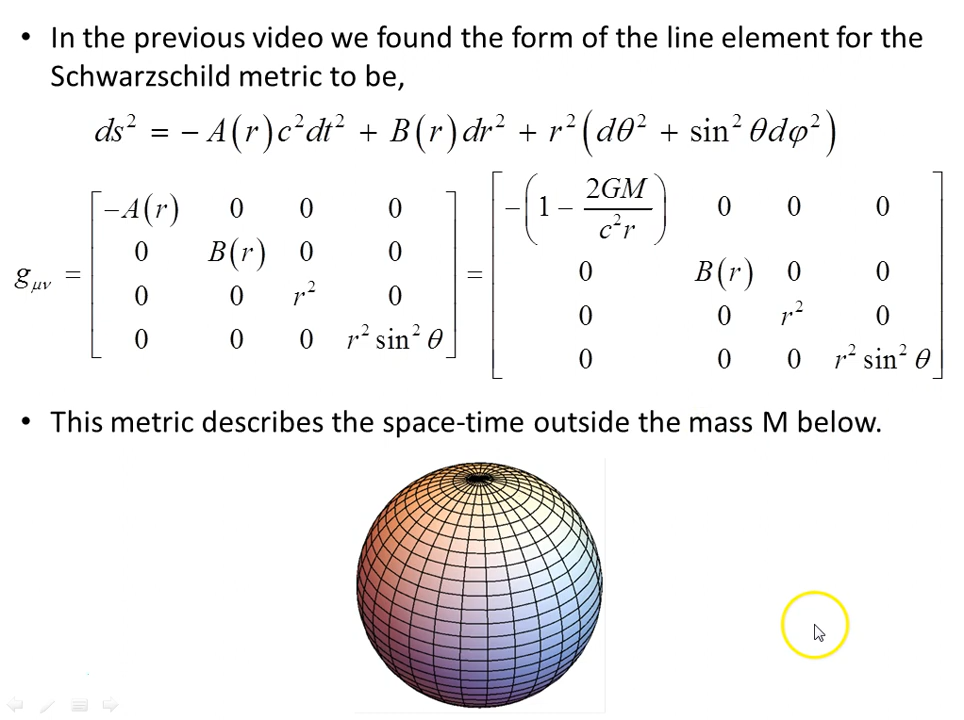 • In the previous video we found the form of the line element for the
Schwarzschild metric to be,
ds² = − A(r)c²dt² + B(r)dr² + r²(dθ² + sin²θdφ²)
g_μν = [ −A(r) 0 0 0 ; 0 B(r) 0 0 ; 0 0 r² 0 ; 0 0 0 r² sin² θ ] = [ −(1 − 2GM/c²r) 0 0 0 ; 0 B(r) 0 0 ; 0 0 r² 0 ; 0 0 0 r² sin² θ ]
• This metric describes the space-time outside the mass M below.